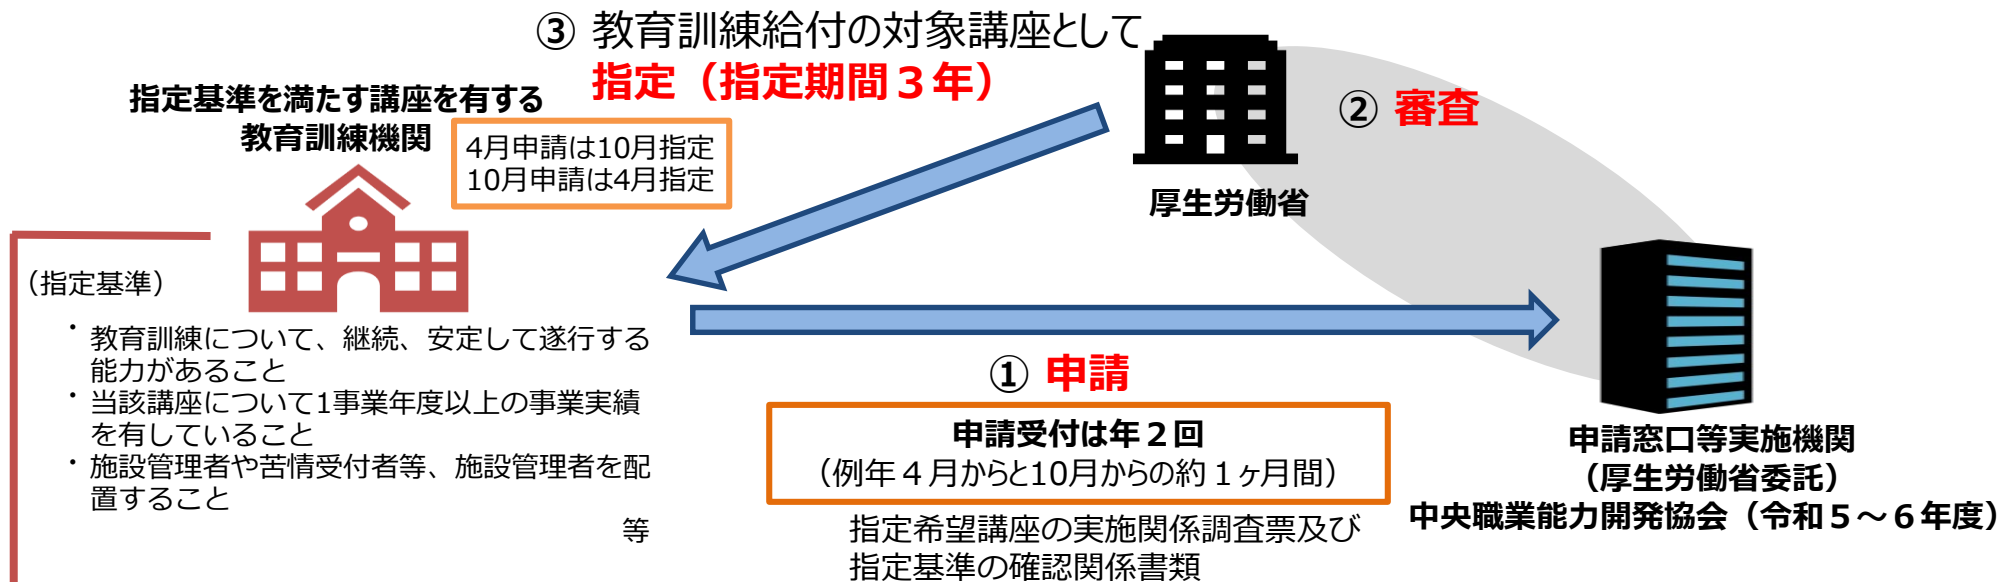 ③ 教育訓練給付の対象講座として
指定（指定期間３年）
指定基準を満たす講座を有する
教育訓練機関
4月申請は10月指定
10月申請は4月指定
② 審査
厚生労働省
（指定基準）
・教育訓練について、継続、安定して遂行する
能力があること
・当該講座について1事業年度以上の事業実績
を有していること
・施設管理者や苦情受付者等、施設管理者を配
置すること
等
① 申請
申請受付は年２回
（例年４月からと10月からの約１ヶ月間）
指定希望講座の実施関係調査票及び
指定基準の確認関係書類
申請窓口等実施機関
（厚生労働省委託）
中央職業能力開発協会（令和５～６年度）